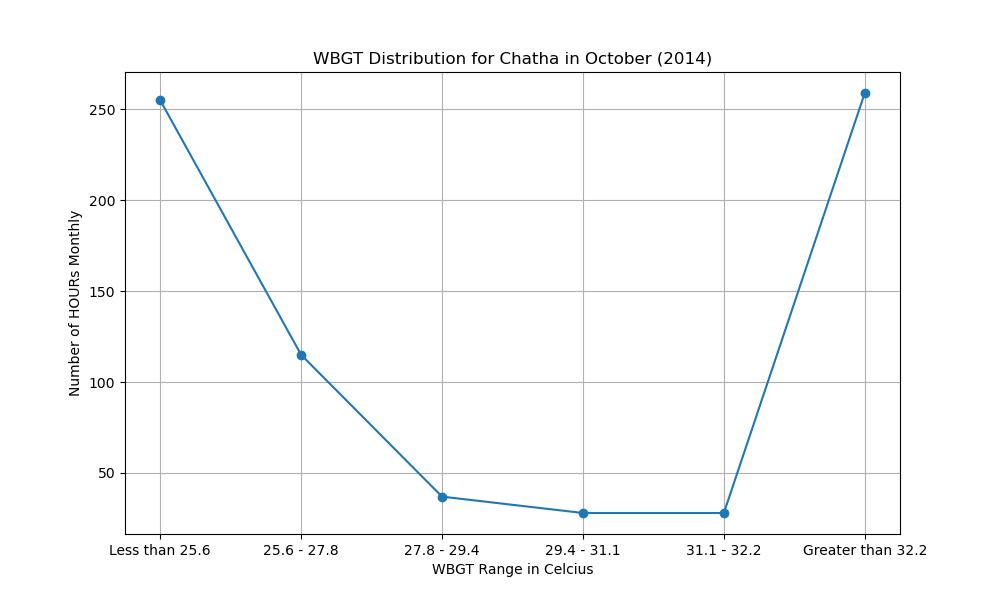 WBGT Distribution for Chatha in October (2014)
Number of HOURs Monthly
250
200
150
100
50
Less than 25.6
25.6 - 27.8
27.8 - 29.4
29.4 - 31.1
31.1 - 32.2
Greater than 32.2
WBGT Range in Celcius